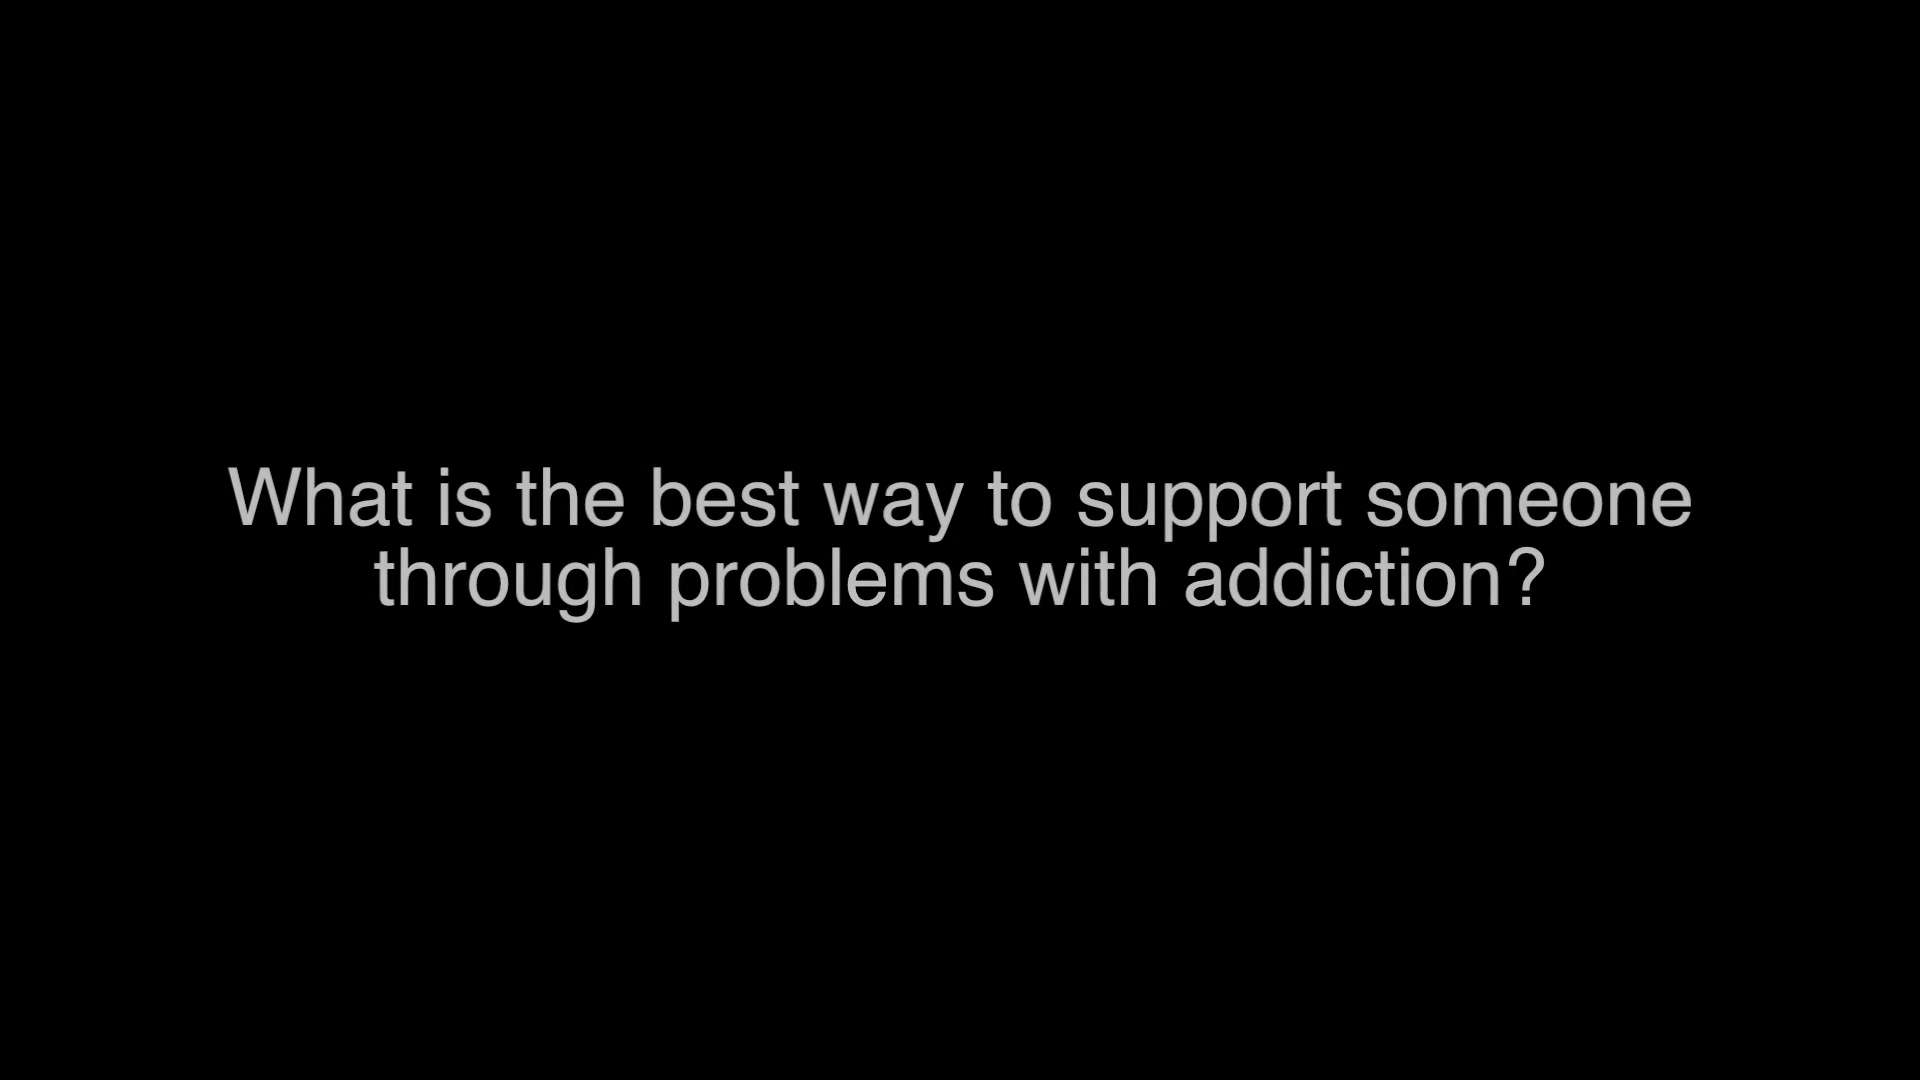 What is the best way to support someone
through problems with addiction?